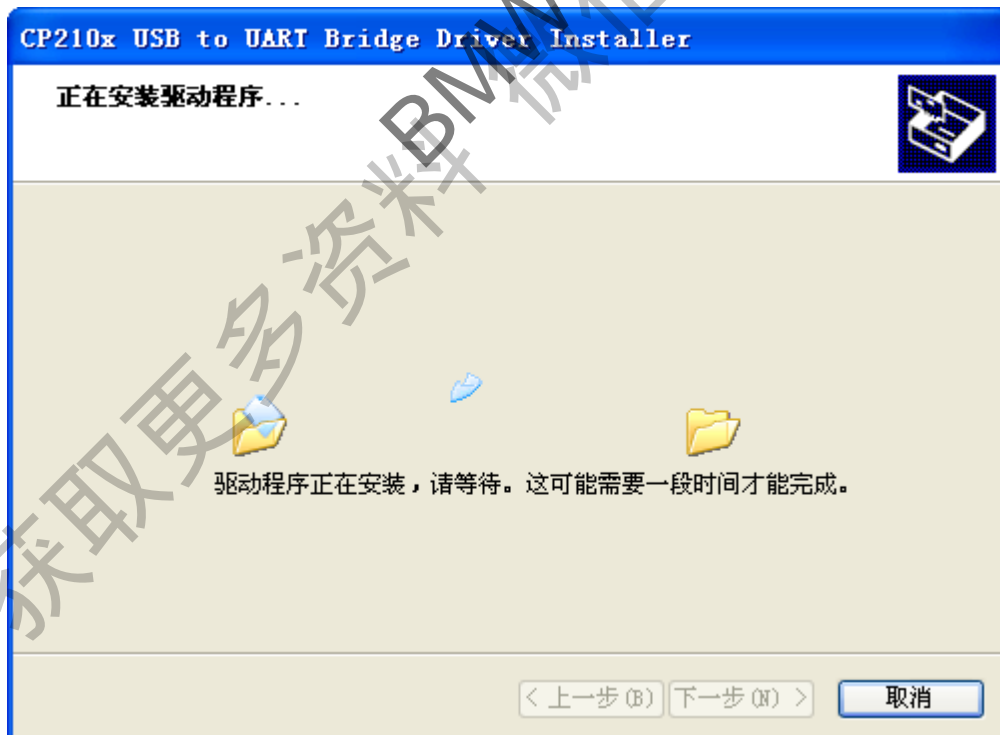 CP210x USB to UART Bridge Driver Installer
正在安装驱动程序...
驱动程序正在安装，请等待。这可能需要一段时间才能完成。
< 上一步(B)
下一步(N) >
取消
获取更多资料 BMW